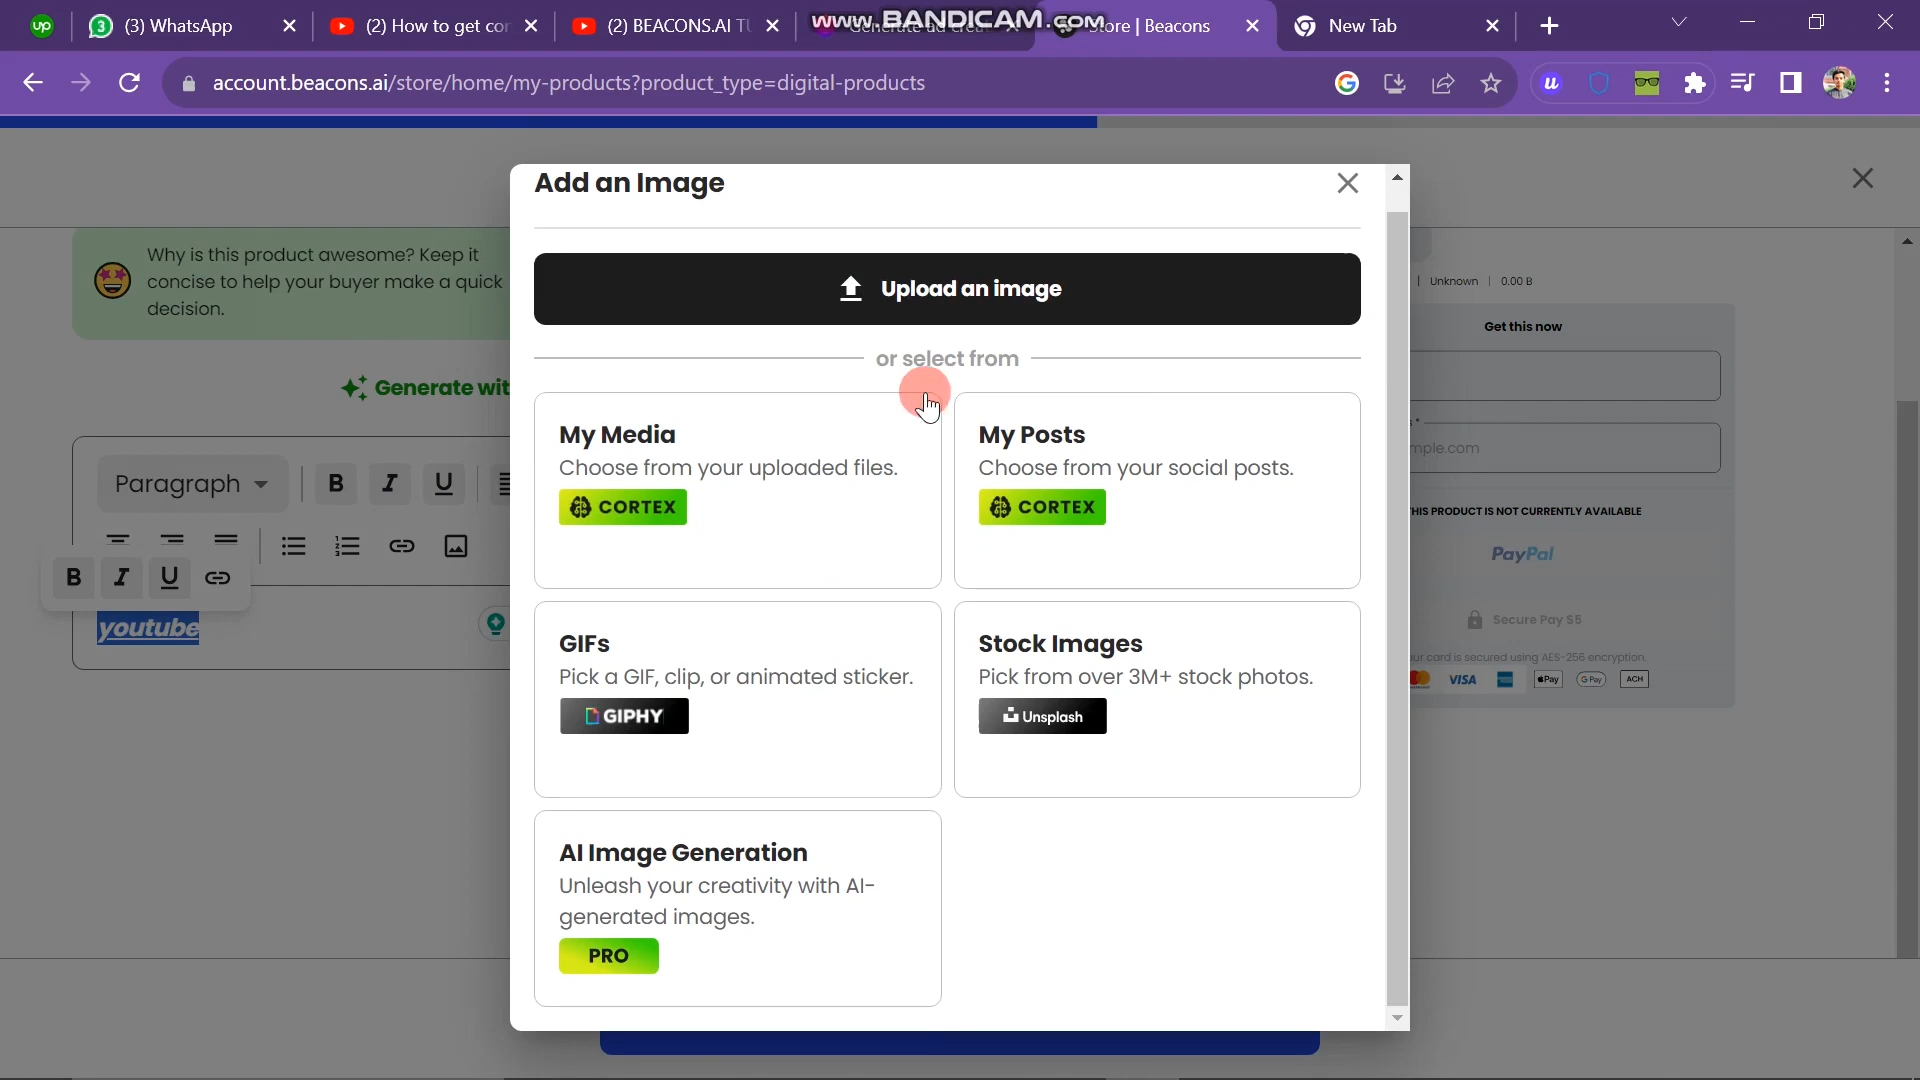 (3) WhatsApp
(2) How to get co
(2) BEACONS.AI TU
Generate ad crea
Store | Beacons
New Tab
www.BANDICAM.COM
account.beacons.ai/store/home/my-products?product_type=digital-products
Add an Image
Upload an image
or select from
My Media
Choose from your uploaded files.
CORTEX
My Posts
Choose from your social posts.
CORTEX
GIFs
Pick a GIF, clip, or animated sticker.
GIPHY
Stock Images
Pick from over 3M+ stock photos.
Unsplash
AI Image Generation
Unleash your creativity with AI-
generated images.
PRO
Why is this product awesome? Keep it
concise to help your buyer make a quick
decision.
Generate wit
Paragraph
B I U
B I U
youtube
Unknown | 0.00 B
Get this now
mple.com
HIS PRODUCT IS NOT CURRENTLY AVAILABLE
PayPal
Secure Pay $5
ur card is secured using AES-256 encryption.
VISA
Pay
G Pay
ACH